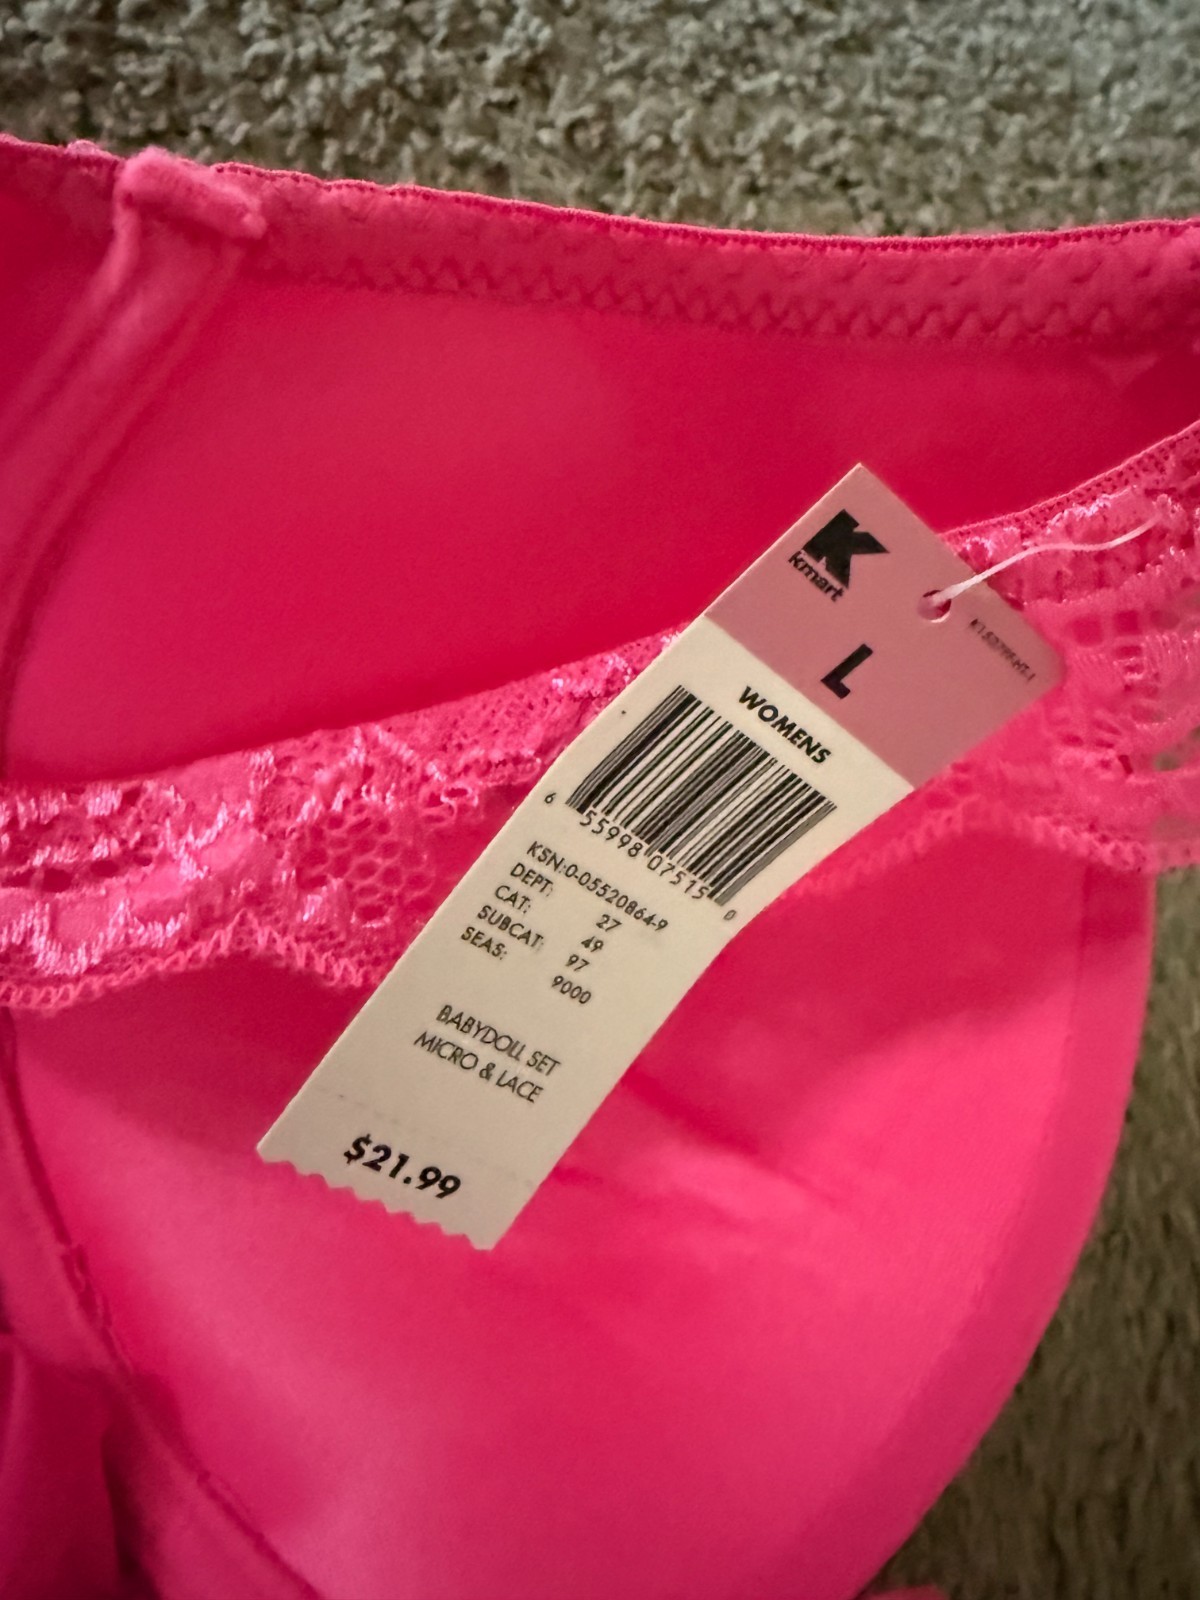 K
kmart
L
WOMENS
6 55998 07515 0
KSN:0-05520864-9
DEPT: 27
CAT: 49
SUBCAT: 97
SEAS: 9000
BABYDOLL SET
MICRO & LACE
$21.99